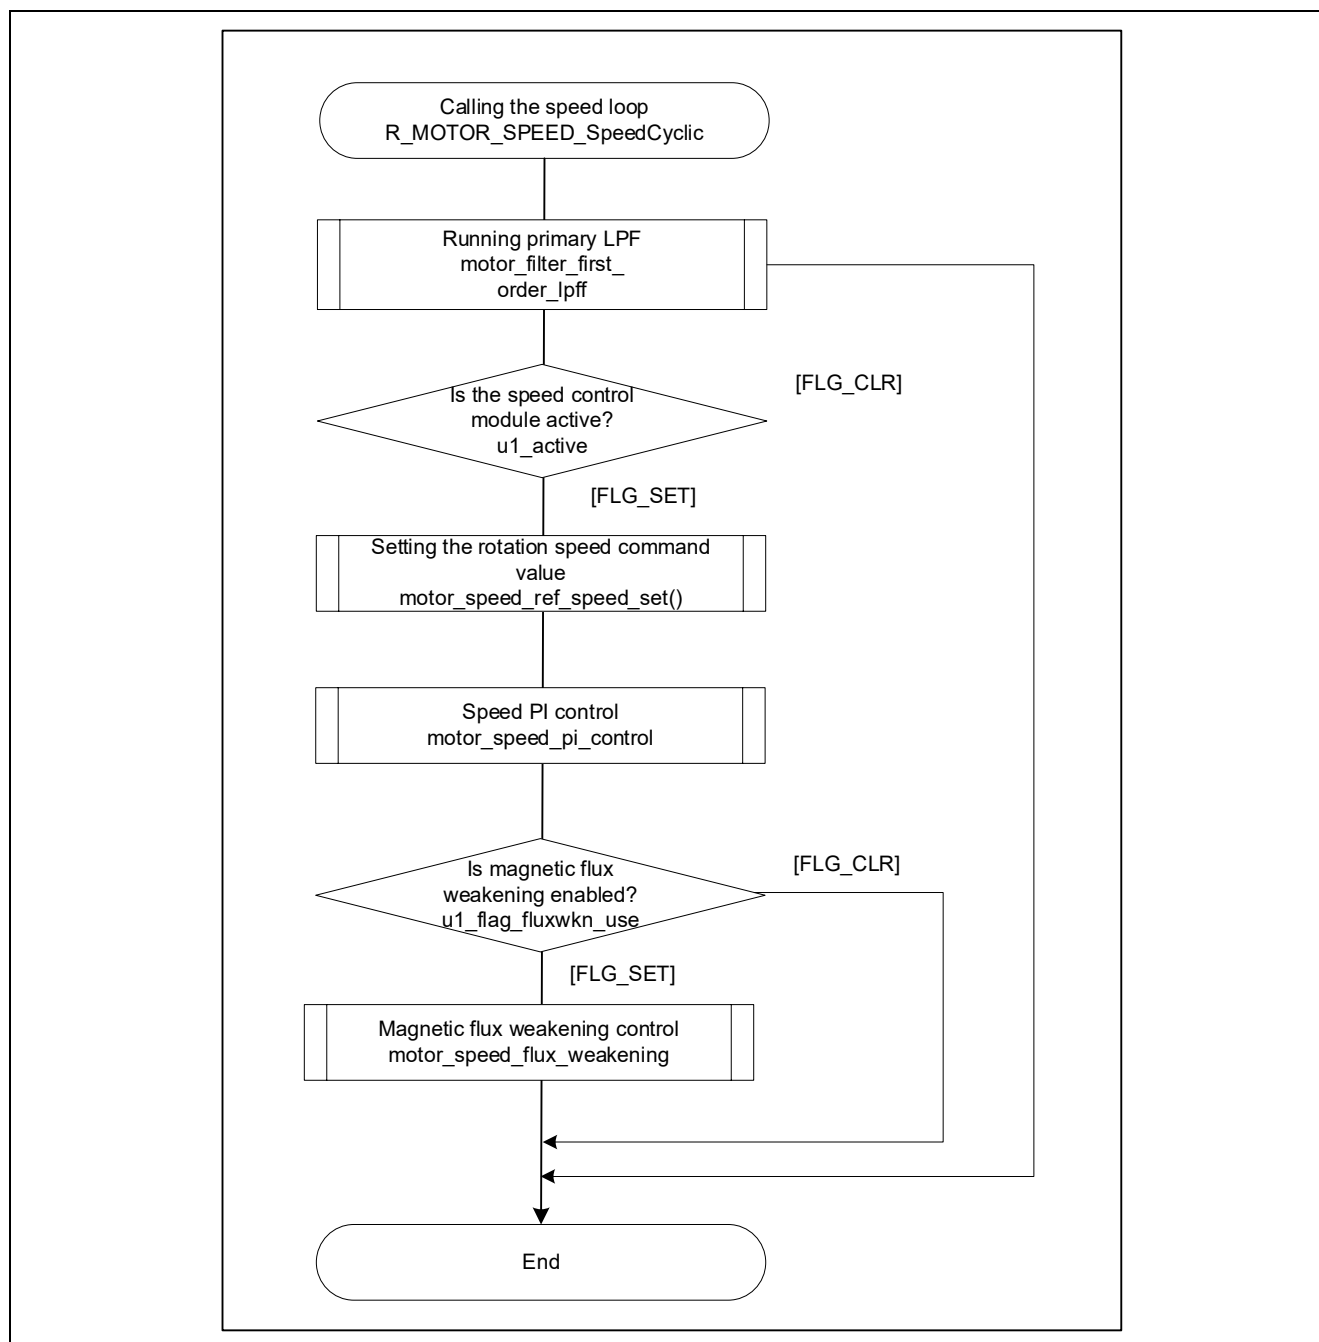 Calling the speed loop
R_MOTOR_SPEED_SpeedCyclic
Running primary LPF
motor_filter_first_
order_lpff
Is the speed control
module active?
u1_active
[FLG_CLR]
[FLG_SET]
Setting the rotation speed command
value
motor_speed_ref_speed_set()
Speed PI control
motor_speed_pi_control
Is magnetic flux
weakening enabled?
u1_flag_fluxwkn_use
[FLG_CLR]
[FLG_SET]
Magnetic flux weakening control
motor_speed_flux_weakening
End